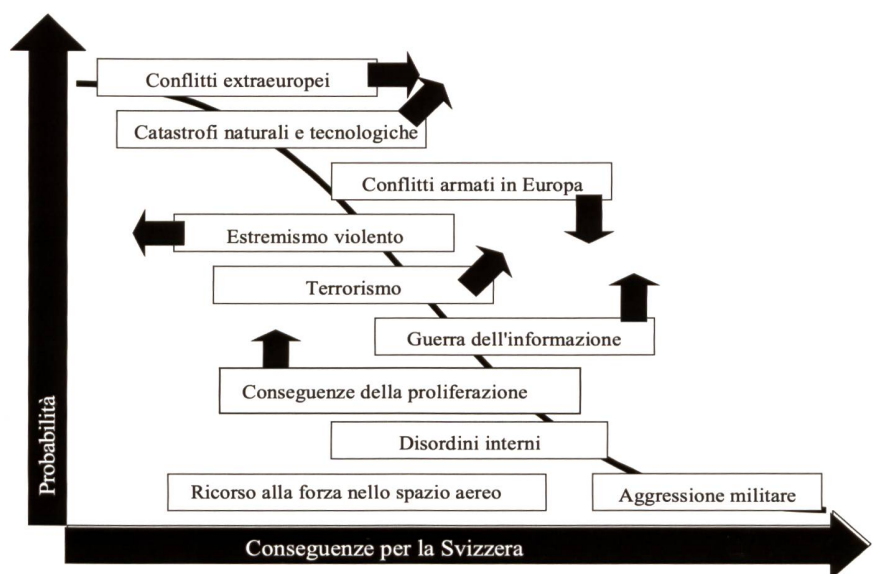 Conflitti extraeuropei
Catastrofi naturali e tecnologiche
Conflitti armati in Europa
Estremismo violento
Terrorismo
Guerra dell'informazione
Conseguenze della proliferazione
Disordini interni
Ricorso alla forza nello spazio aereo
Aggressione militare
Probabilità
Conseguenze per la Svizzera